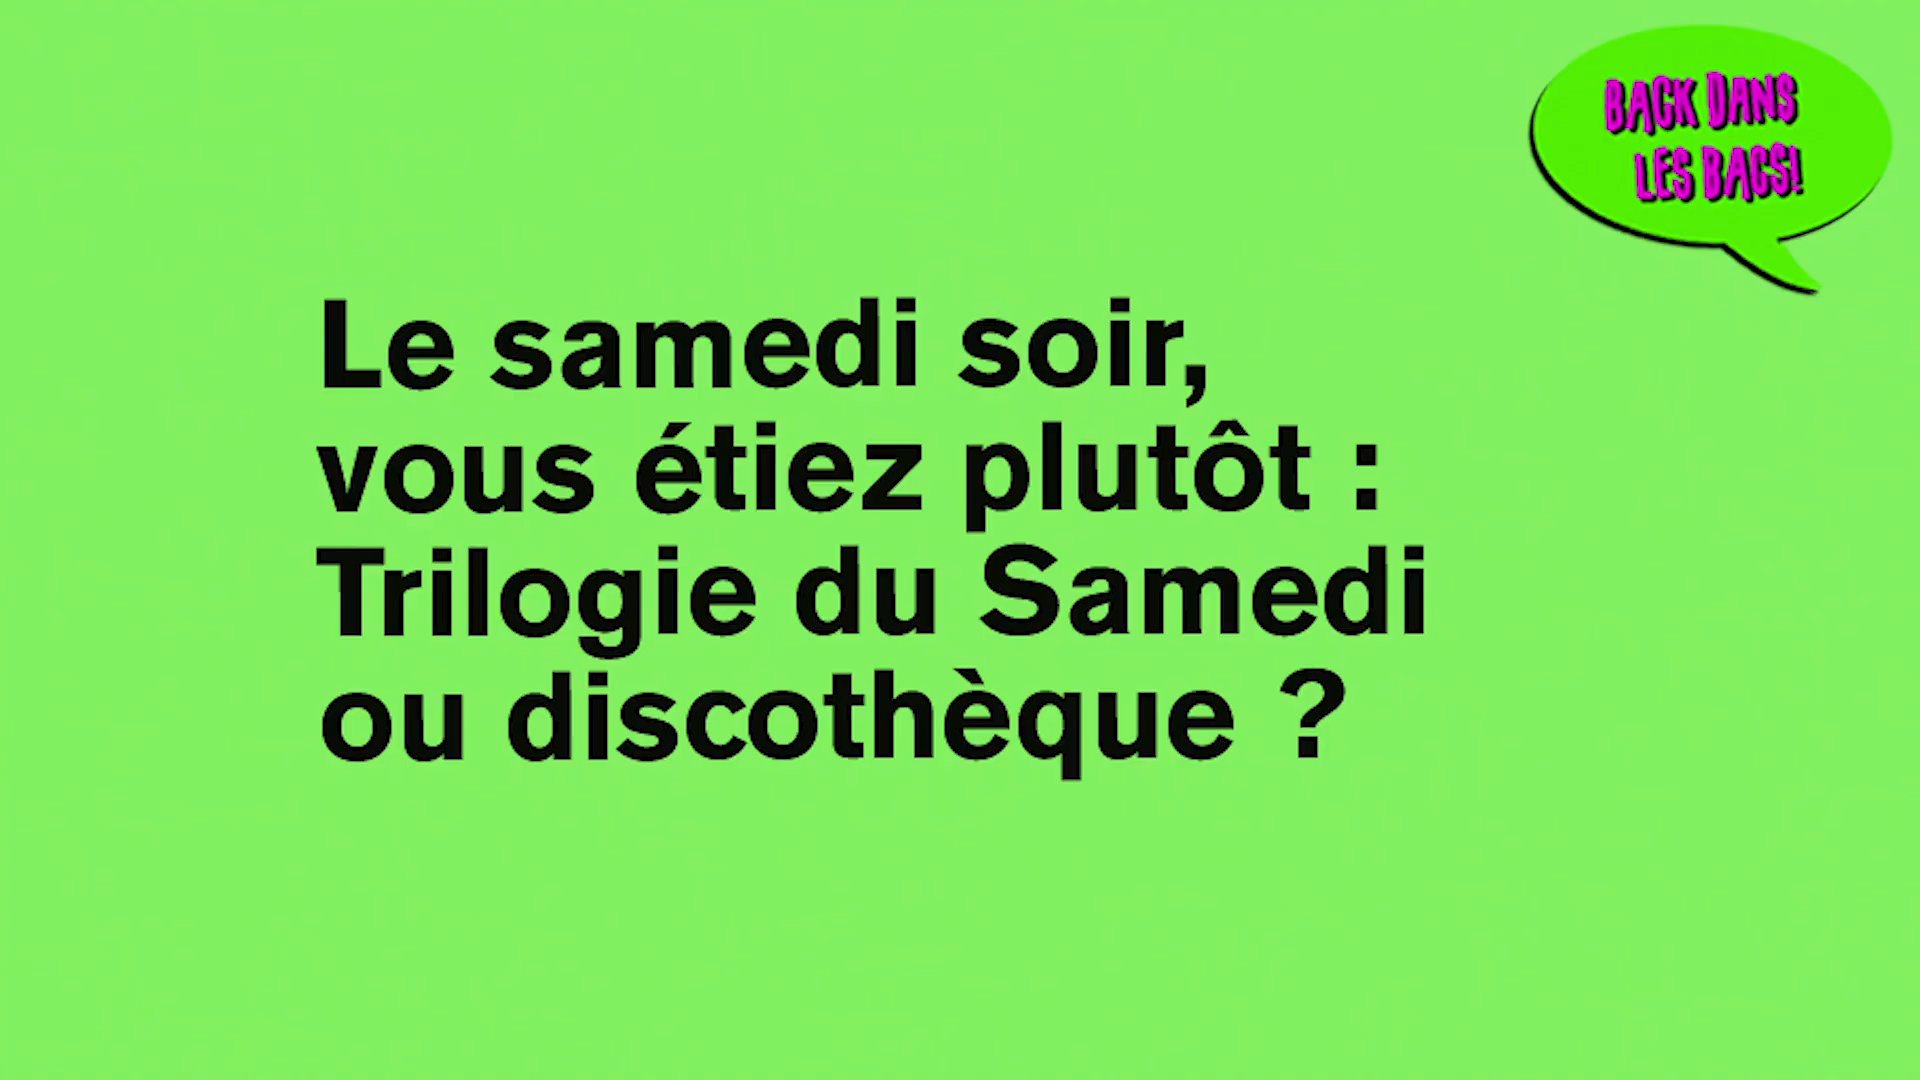 BACK DANS
LES BACS!
Le samedi soir,
vous étiez plutôt :
Trilogie du Samedi
ou discothèque ?